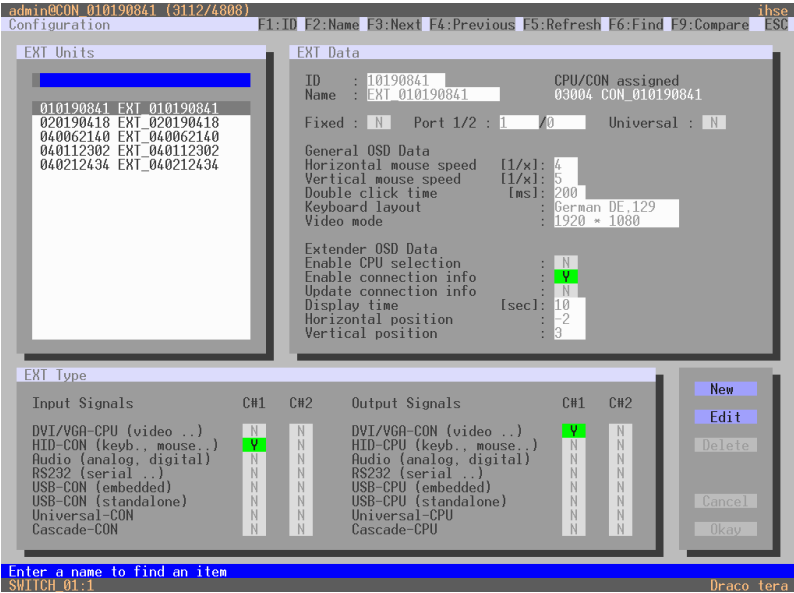 admin@CON_010190841 (3112/4808) ihse
Configuration F1:ID F2:Name F3:Next F4:Previous F5:Refresh F6:Find F9:Compare ESC
EXT Units
010190841 EXT_010190841
020190418 EXT_020190418
040062140 EXT_040062140
040112302 EXT_040112302
040212434 EXT_040212434
EXT Data
ID : 10190841 CPU/CON assigned
Name : EXT_010190841 03004 CON_010190841
Fixed : N Port 1/2 : 1 /0 Universal : N
General OSD Data
Horizontal mouse speed [1/x]: 4
Vertical mouse speed [1/x]: 5
Double click time [ms]: 200
Keyboard layout : German DE,129
Video mode : 1920 * 1080
Extender OSD Data
Enable CPU selection : N
Enable connection info : Y
Update connection info : N
Display time [sec]: 10
Horizontal position : -2
Vertical position : 3
EXT Type
Input Signals C#1 C#2 Output Signals C#1 C#2
DVI/VGA-CPU (video ..) N N DVI/VGA-CON (video ..) Y N
HID-CON (keyb., mouse..) Y N HID-CPU (keyb., mouse..) N N
Audio (analog, digital) N N Audio (analog, digital) N N
RS232 (serial ..) N N RS232 (serial ..) N N
USB-CON (embedded) N N USB-CPU (embedded) N N
USB-CON (standalone) N N USB-CPU (standalone) N N
Universal-CON N N Universal-CPU N N
Cascade-CON N N Cascade-CPU N N
New
Edit
Delete
Cancel
Okay
Enter a name to find an item
SWITCH_01:1 Draco tera